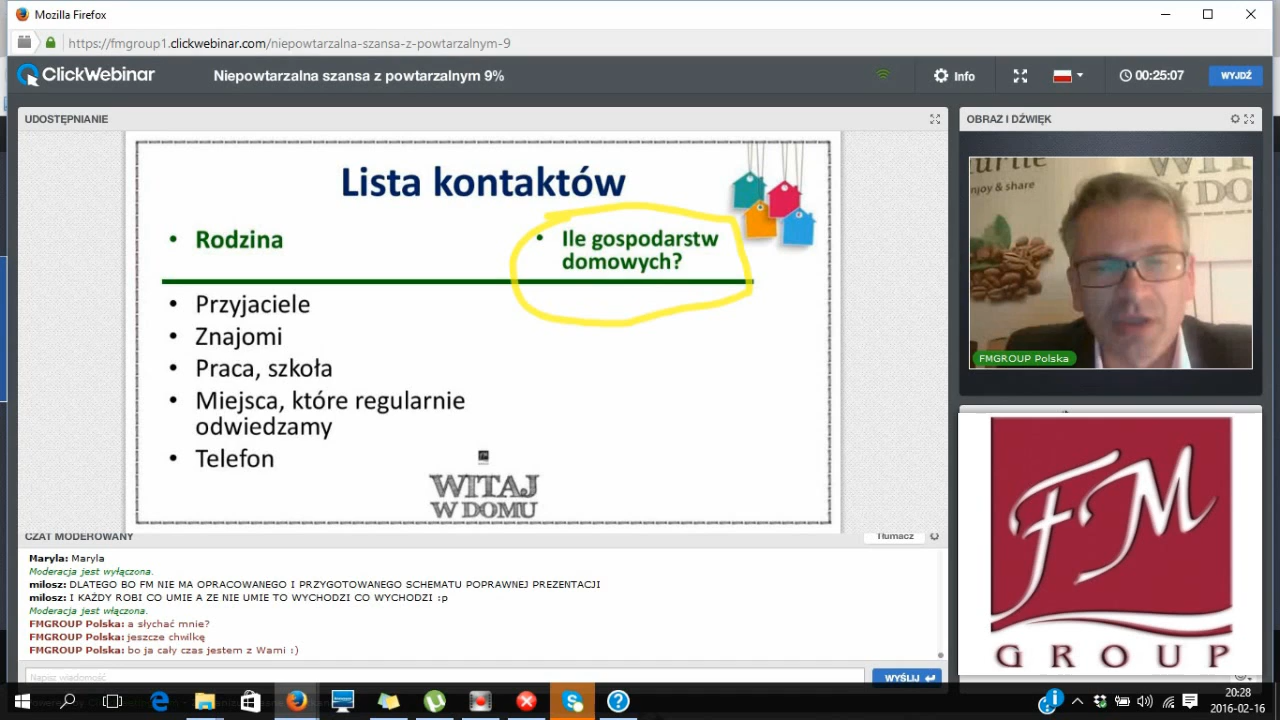 Mozilla Firefox
https://fmgroup1.clickwebinar.com/niepowtarzalna-szansa-z-powtarzalnym-9
ClickWebinar
Niepowtarzalna szansa z powtarzalnym 9%
Info
00:25:07
WYJDŹ
UDOSTĘPNIANIE
OBRAZ I DŹWIĘK
Lista kontaktów
• Rodzina
• Ile gospodarstw
domowych?
• Przyjaciele
• Znajomi
• Praca, szkoła
• Miejsca, które regularnie
odwiedzamy
• Telefon
WITAJ
W DOMU
njoy & share
WITA
W DO
FMGROUP Polska
FM
GROUP
CZAT MODEROWANY
Tłumacz
Maryla: Maryla
Moderacja jest wyłączona.
milosz: DLATEGO BO FM NIE MA OPRACOWANEGO I PRZYGOTOWANEGO SCHEMATU POPRAWNEJ PREZENTACJI
milosz: I KAŻDY ROBI CO UMIE A ZE NIE UMIE TO WYCHODZI CO WYCHODZI :p
Moderacja jest włączona.
FMGROUP Polska: a słychać mnie?
FMGROUP Polska: jeszcze chwilkę
FMGROUP Polska: bo ja cały czas jestem z Wami :)
Napisz wiadomość
WYŚLIJ
20:28
2016-02-16